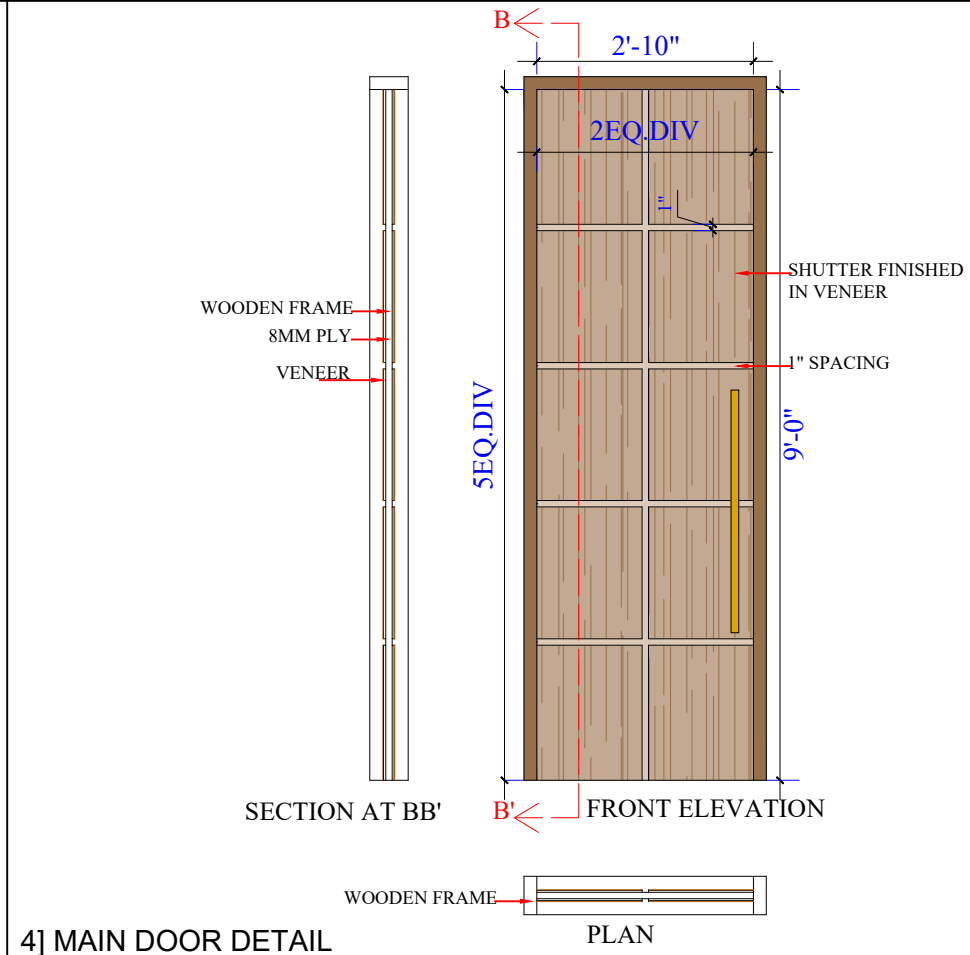 B
2'-10"
2EQ.DIV
1"
SHUTTER FINISHED
IN VENEER
WOODEN FRAME
8MM PLY
1" SPACING
VENEER
5EQ.DIV
9'-0"
SECTION AT BB'
B'
FRONT ELEVATION
WOODEN FRAME
PLAN
4] MAIN DOOR DETAIL